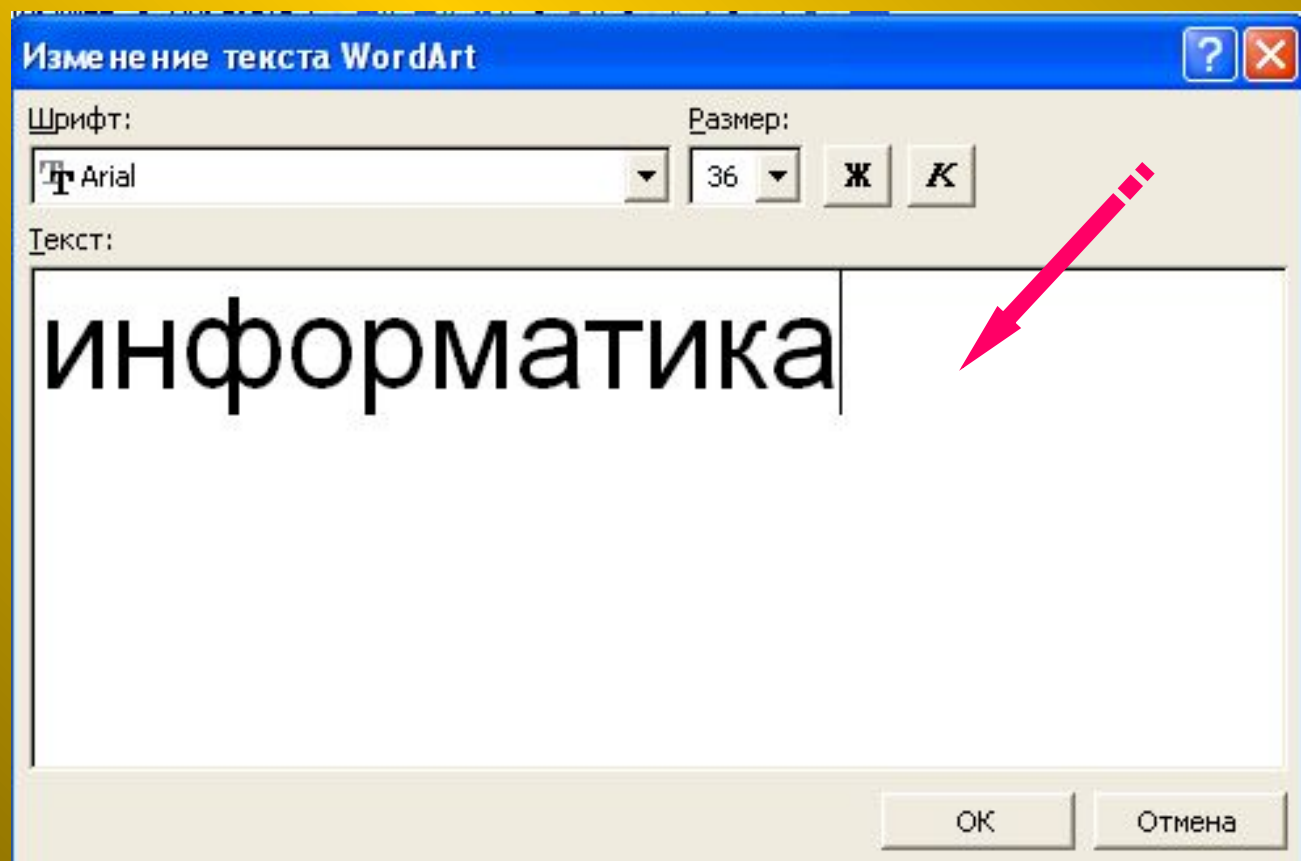 Изменение текста WordArt
Шрифт: Размер:
Arial 36 Ж К
Текст:
информатика
ОК Отмена